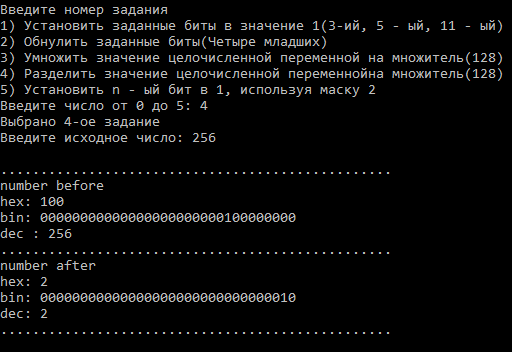 Введите номер задания
1) Установить заданные биты в значение 1(3-ий, 5 - ый, 11 - ый)
2) Обнулить заданные биты(Четыре младших)
3) Умножить значение целочисленной переменной на множитель(128)
4) Разделить значение целочисленной переменнойна множитель(128)
5) Установить n - ый бит в 1, используя маску 2
Введите число от 0 до 5: 4
Выбрано 4-ое задание
Введите исходное число: 256
.................................................
number before
hex: 100
bin: 00000000000000000000000100000000
dec : 256
.................................................
number after
hex: 2
bin: 00000000000000000000000000000010
dec: 2
.................................................